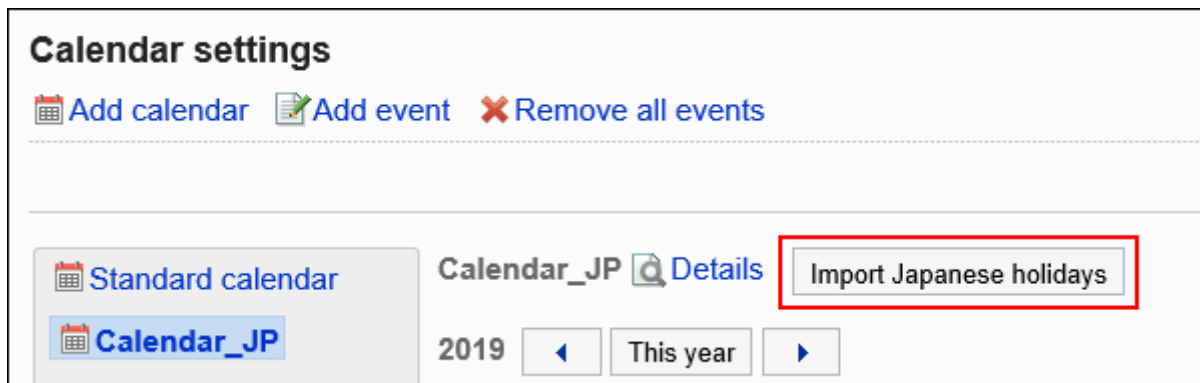 Calendar settings
Add calendar Add event Remove all events
Standard calendar
Calendar_JP
Calendar_JP Details Import Japanese holidays
2019 This year